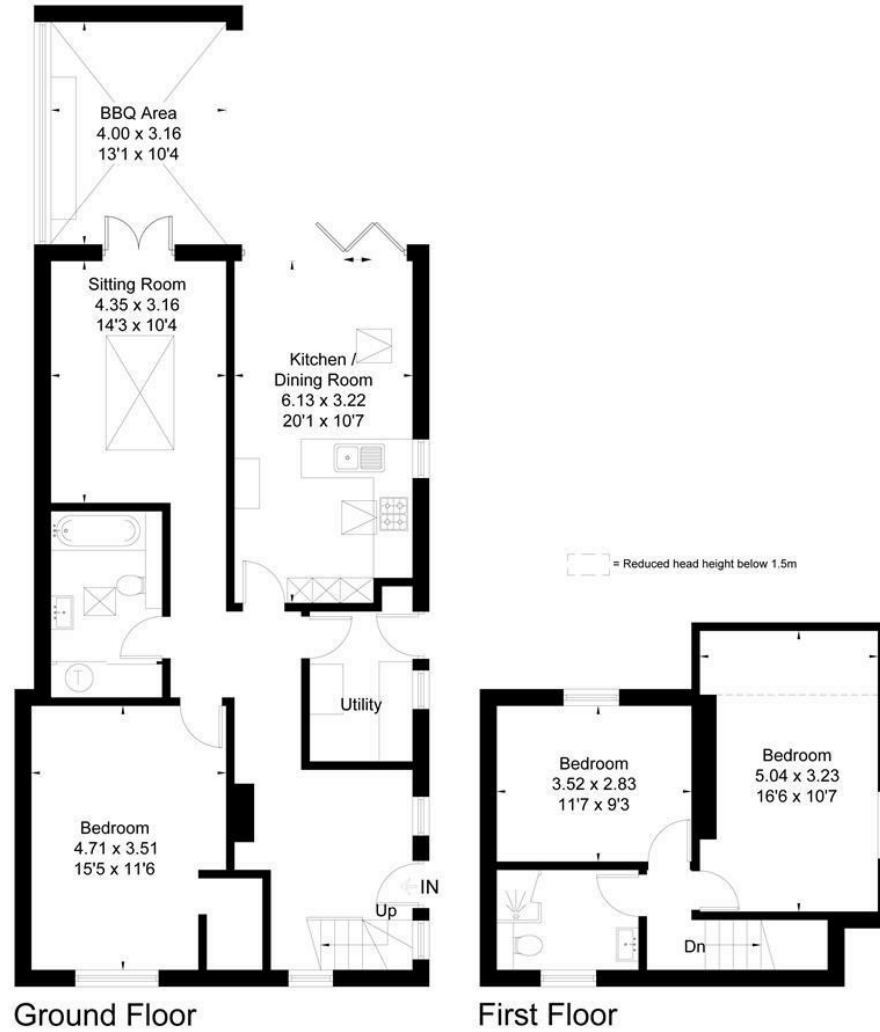 BBQ Area
4.00 x 3.16
13'1 x 10'4
Sitting Room
4.35 x 3.16
14'3 x 10'4
Kitchen /
Dining Room
6.13 x 3.22
20'1 x 10'7
= Reduced head height below 1.5m
T
Utility
Bedroom
4.71 x 3.51
15'5 x 11'6
IN
Up
Bedroom
3.52 x 2.83
11'7 x 9'3
Bedroom
5.04 x 3.23
16'6 x 10'7
Dn
Ground Floor
First Floor